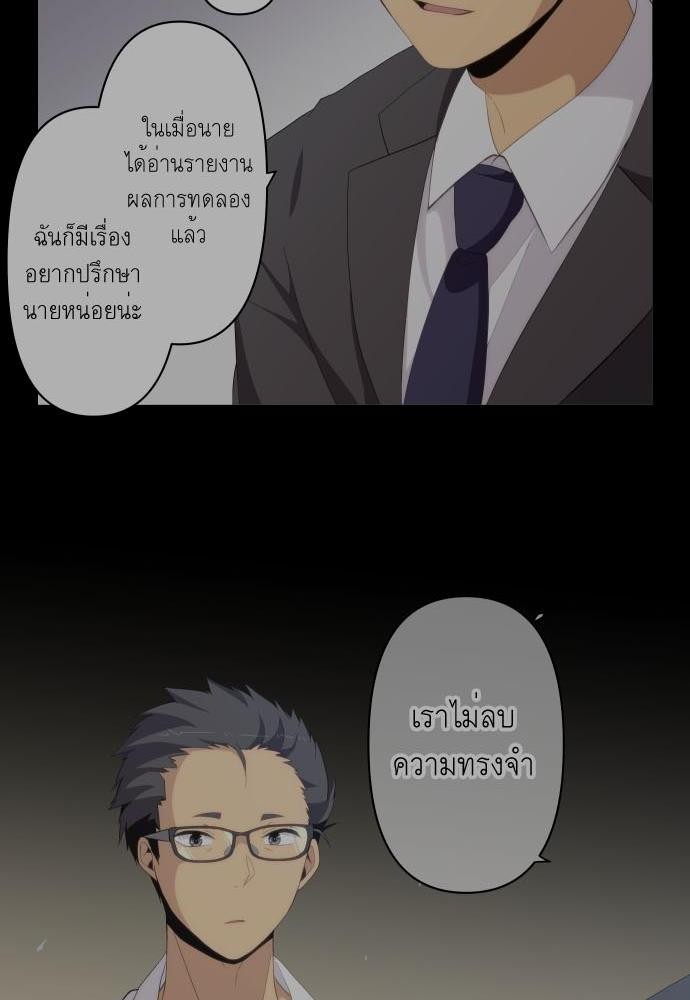 ในเมื่อนาย
ได้อ่านรายงาน
ผลการทดลอง
แล้ว
ฉันก็มีเรื่อง
อยากปรึกษา
นายหน่อยน่ะ
เราไม่ลบ
ความทรงจำ